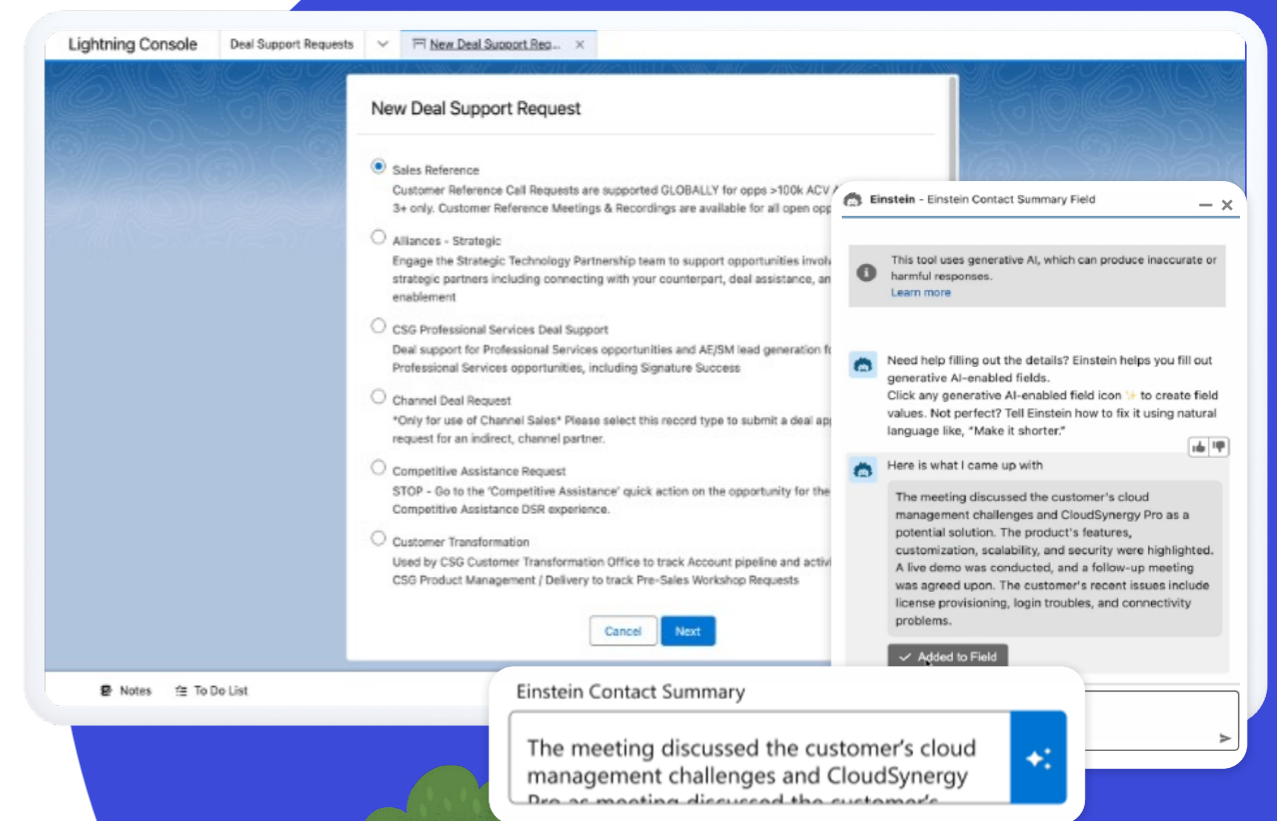 Lightning Console
Deal Support Requests
New Deal Support Req...
New Deal Support Request
Sales Reference
Customer Reference Call Requests are supported GLOBALLY for opps >100k ACV
3+ only. Customer Reference Meetings & Recordings are available for all open opp
Alliances - Strategic
Engage the Strategic Technology Partnership team to support opportunities involv
strategic partners including connecting with your counterpart, deal assistance, an
enablement
CSG Professional Services Deal Support
Deal support for Professional Services opportunities and AE/SM lead generation fo
Professional Services opportunities, including Signature Success
Channel Deal Request
*Only for use of Channel Sales* Please select this record type to submit a deal app
request for an indirect, channel partner.
Competitive Assistance Request
STOP - Go to the 'Competitive Assistance' quick action on the opportunity for the
Competitive Assistance DSR experience.
Customer Transformation
Used by CSG Customer Transformation Office to track Account pipeline and activi
CSG Product Management / Delivery to track Pre-Sales Workshop Requests
Cancel
Next
Notes
To Do List
Einstein - Einstein Contact Summary Field
This tool uses generative AI, which can produce inaccurate or
harmful responses.
Learn more
Need help filling out the details? Einstein helps you fill out
generative AI-enabled fields.
Click any generative AI-enabled field icon ✨ to create field
values. Not perfect? Tell Einstein how to fix it using natural
language like, “Make it shorter.”
Here is what I came up with
The meeting discussed the customer's cloud
management challenges and CloudSynergy Pro as a
potential solution. The product's features,
customization, scalability, and security were highlighted.
A live demo was conducted, and a follow-up meeting
was agreed upon. The customer's recent issues include
license provisioning, login troubles, and connectivity
problems.
Added to Field
Einstein Contact Summary
The meeting discussed the customer's cloud
management challenges and CloudSynergy
Pro as meeting discussed the customer's